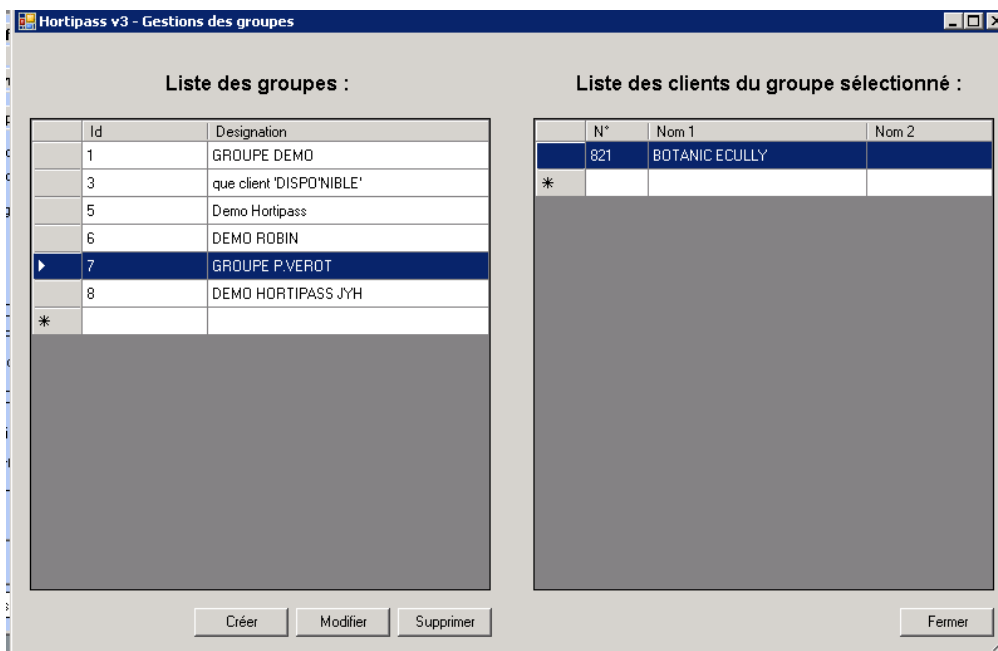 Hortipass v3 - Gestions des groupes
Liste des groupes :
Id Designation
1 GROUPE DEMO
3 que client 'DISPO'NIBLE'
5 Demo Hortipass
6 DEMO ROBIN
7 GROUPE P.VEROT
8 DEMO HORTIPASS JYH
*
Créer Modifier Supprimer
Liste des clients du groupe sélectionné :
N° Nom 1 Nom 2
821 BOTANIC ECULLY
*
Fermer